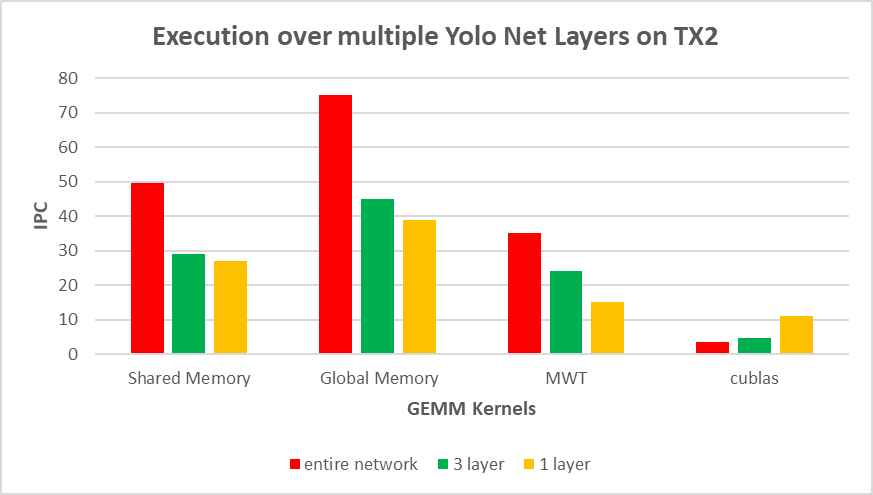 Execution over multiple Yolo Net Layers on TX2
80
70
60
50
40
30
20
10
0
IPC
Shared Memory Global Memory MWT cublas
GEMM Kernels
entire network 3 layer 1 layer